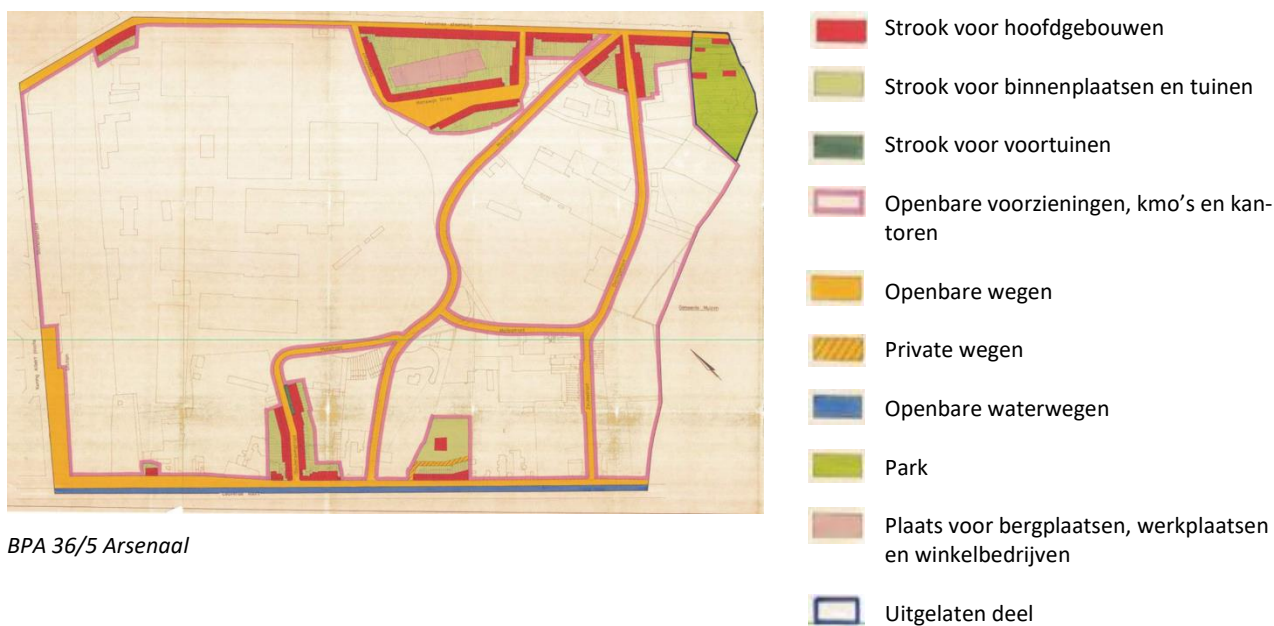 Strook voor hoofdgebouwen
Strook voor binnenplaatsen en tuinen
Strook voor voortuinen
Openbare voorzieningen, kmo's en kan-
toren
Openbare wegen
Private wegen
Openbare waterwegen
Park
Plaats voor bergplaatsen, werkplaatsen
en winkelbedrijven
Uitgelaten deel
BPA 36/5 Arsenaal